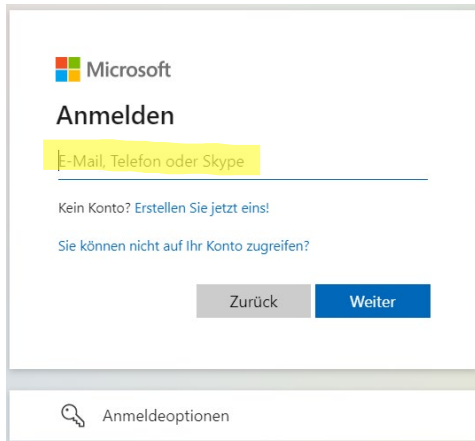 Microsoft
Anmelden
E-Mail, Telefon oder Skype
Kein Konto? Erstellen Sie jetzt eins!
Sie können nicht auf Ihr Konto zugreifen?
Zurück Weiter
Anmeldeoptionen